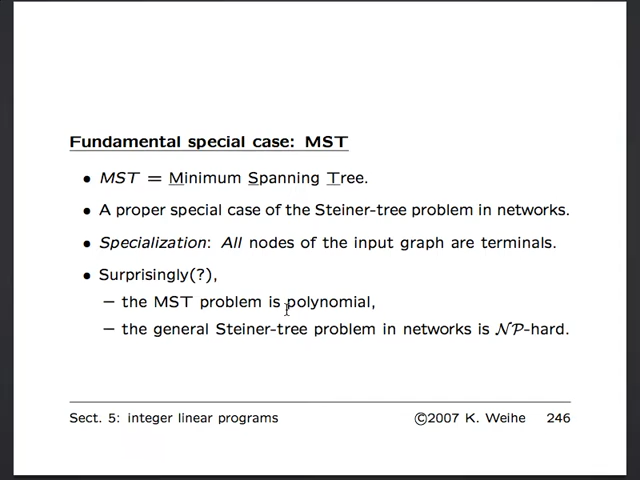 Fundamental special case: MST
• MST = Minimum Spanning Tree.
• A proper special case of the Steiner-tree problem in networks.
• Specialization: All nodes of the input graph are terminals.
• Surprisingly(?),
– the MST problem is polynomial,
– the general Steiner-tree problem in networks is NP-hard.
Sect. 5: integer linear programs ©2007 K. Weihe 246